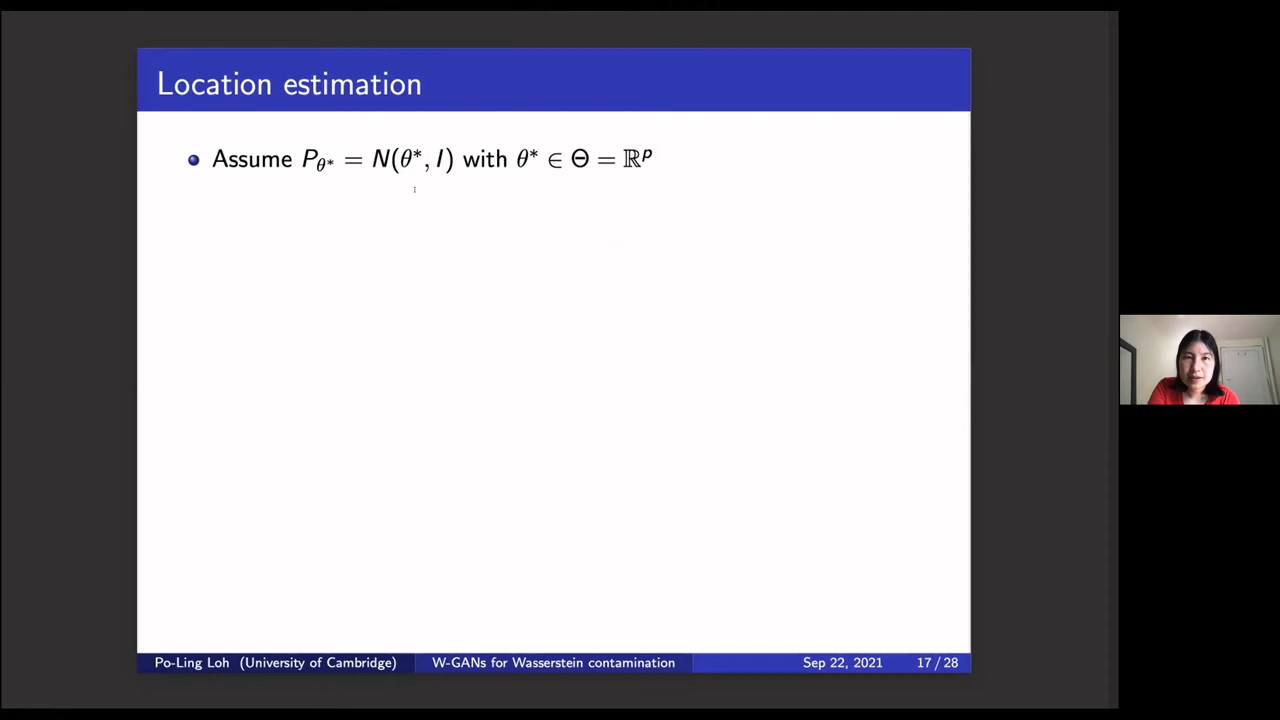 Location estimation
Assume P_{θ*} = N(θ*, I) with θ* ∈ Θ = ℝ^p
Po-Ling Loh (University of Cambridge) W-GANs for Wasserstein contamination Sep 22, 2021 17 / 28